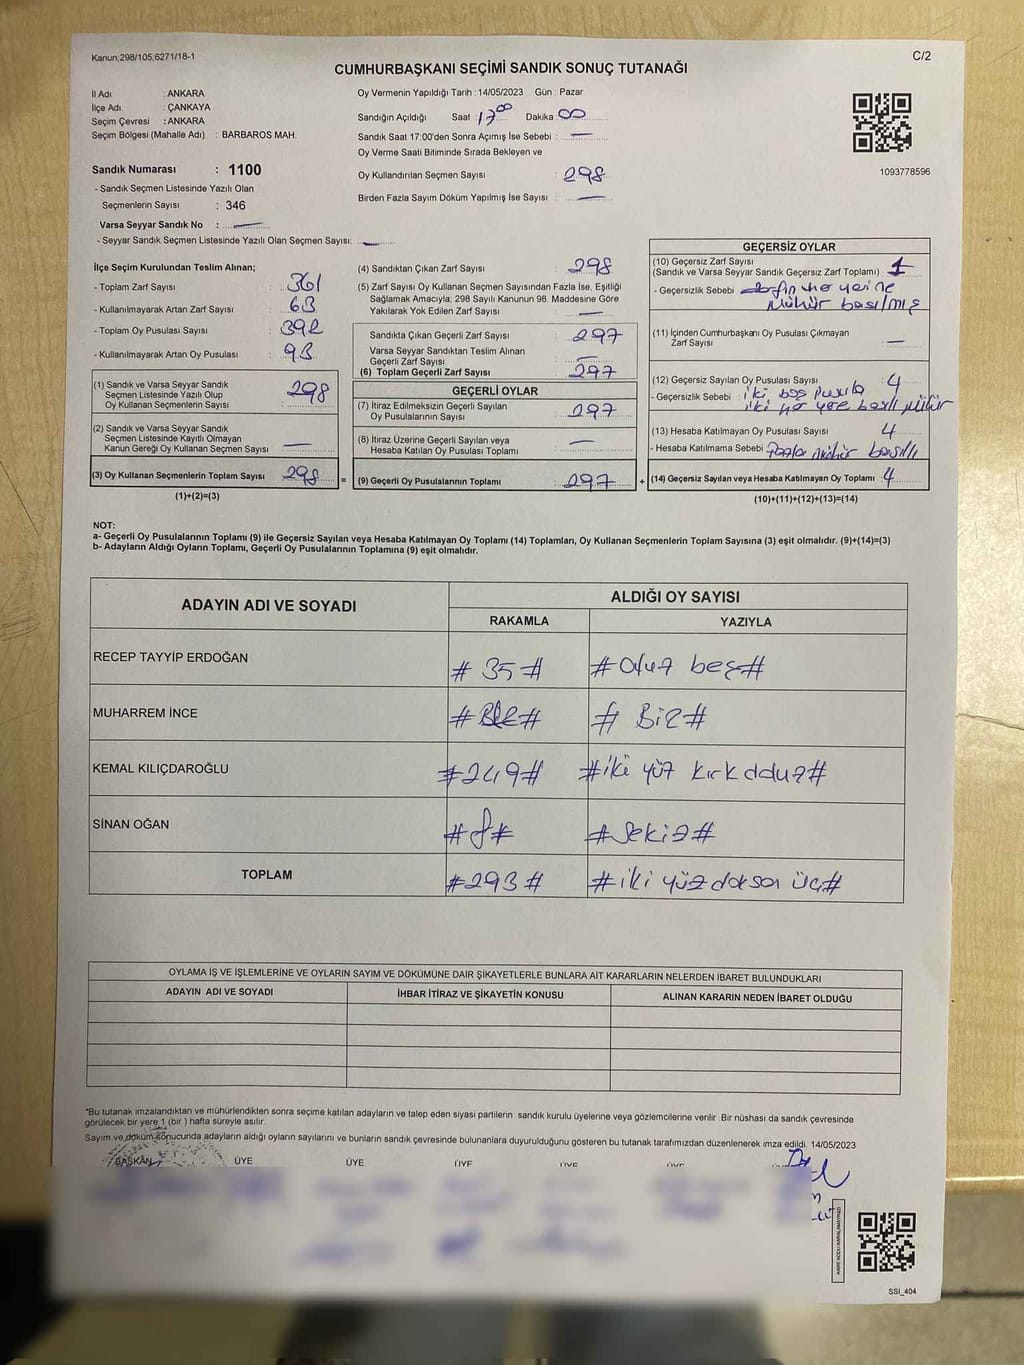 Kanun;298/105,6271/18-1
C/2
CUMHURBAŞKANI SEÇİMİ SANDIK SONUÇ TUTANAĞI
İl Adı : ANKARA
İlçe Adı : ÇANKAYA
Seçim Çevresi : ANKARA
Seçim Bölgesi (Mahalle Adı) : BARBAROS MAH.
Sandık Numarası : 1100
- Sandık Seçmen Listesinde Yazılı Olan
Seçmenlerin Sayısı : 346
Varsa Seyyar Sandık No : —
- Seyyar Sandık Seçmen Listesinde Yazılı Olan Seçmen Sayısı: —
Oy Vermenin Yapıldığı Tarih : 14/05/2023 Gün : Pazar
Sandığın Açıldığı Saat : 17⁰⁰ Dakika : 00
Sandık Saat 17:00'den Sonra Açımış İse Sebebi : —
Oy Verme Saati Bitiminde Sırada Bekleyen ve
Oy Kullandırılan Seçmen Sayısı : 298
Birden Fazla Sayım Döküm Yapılmış İse Sayısı : —
1093778596
İlçe Seçim Kurulundan Teslim Alınan;
- Toplam Zarf Sayısı : 361
- Kullanılmayarak Artan Zarf Sayısı : 63
- Toplam Oy Pusulası Sayısı : 392
- Kullanılmayarak Artan Oy Pusulası : 93
(1) Sandık ve Varsa Seyyar Sandık
Seçmen Listesinde Yazılı Olup
Oy Kullanan Seçmenlerin Sayısı : 298
(2) Sandık ve Varsa Seyyar Sandık
Seçmen Listesinde Kayıtlı Olmayan
Kanun Gereği Oy Kullanan Seçmen Sayısı : —
(3) Oy Kullanan Seçmenlerin Toplam Sayısı : 298 =
(1)+(2)=(3)
(4) Sandıktan Çıkan Zarf Sayısı : 298
(5) Zarf Sayısı Oy Kullanan Seçmen Sayısından Fazla İse, Eşitliği
Sağlamak Amacıyla; 298 Sayılı Kanunun 98. Maddesine Göre
Yakılarak Yok Edilen Zarf Sayısı : —
Sandıkta Çıkan Geçerli Zarf Sayısı : 297
Varsa Seyyar Sandıktan Teslim Alınan
Geçerli Zarf Sayısı : —
(6) Toplam Geçerli Zarf Sayısı : 297
GEÇERLİ OYLAR
(7) İtiraz Edilmeksizin Geçerli Sayılan
Oy Pusulalarının Sayısı : 297
(8) İtiraz Üzerine Geçerli Sayılan veya
Hesaba Katılan Oy Pusulası Toplamı : —
(9) Geçerli Oy Pusulalarının Toplamı : 297 +
GEÇERSİZ OYLAR
(10) Geçersiz Zarf Sayısı
(Sandık ve Varsa Seyyar Sandık Geçersiz Zarf Toplamı) : 1
- Geçersizlik Sebebi : her yerine
mühür basılmış
(11) İçinden Cumhurbaşkanı Oy Pusulası Çıkmayan
Zarf Sayısı : —
(12) Geçersiz Sayılan Oy Pusulası Sayısı : 4
- Geçersizlik Sebebi : iki boş pusula
iki her yere basılı mühür
(13) Hesaba Katılmayan Oy Pusulası Sayısı : 4
- Hesaba Katılmama Sebebi : Fazla mühür basıllı
(14) Geçersiz Sayılan veya Hesaba Katılmayan Oy Toplamı : 4
(10)+(11)+(12)+(13)=(14)
NOT:
a- Geçerli Oy Pusulalarının Toplamı (9) ile Geçersiz Sayılan veya Hesaba Katılmayan Oy Toplamı (14) Toplamları, Oy Kullanan Seçmenlerin Toplam Sayısına (3) eşit olmalıdır. (9)+(14)=(3)
b- Adayların Aldığı Oyların Toplamı, Geçerli Oy Pusulalarının Toplamına (9) eşit olmalıdır.
ADAYIN ADI VE SOYADI ALDIĞI OY SAYISI
RAKAMLA YAZIYLA
RECEP TAYYİP ERDOĞAN # 35 # # Otuz beş #
MUHARREM İNCE # Bir #
KEMAL KILIÇDAROĞLU #249# #iki yüz kırk dduz#
SİNAN OĞAN #8# #Sekiz#
TOPLAM #293 # #iki yüz doksan üç#
OYLAMA İŞ VE İŞLEMLERİNE VE OYLARIN SAYIM VE DÖKÜMÜNE DAİR ŞİKAYETLERLE BUNLARA AİT KARARLARIN NELERDEN İBARET BULUNDUKLARI
ADAYIN ADI VE SOYADI İHBAR İTİRAZ VE ŞİKAYETİN KONUSU ALINAN KARARIN NEDEN İBARET OLDUĞU
*Bu tutanak imzalandıktan ve mühürlendikten sonra seçime katılan adayların ve talep eden siyasi partilerin sandık kurulu üyelerine veya gözlemcilerine verilir. Bir nüshası da sandık çevresinde
görülecek bir yere 1 (bir) hafta süreyle asılır.
Sayım ve döküm sonucunda adayların aldığı oyların sayılarını ve bunların sandık çevresinde bulunanlara duyurulduğunu gösteren bu tutanak tarafımızdan düzenlenerek imza edildi. 14/05/2023
BAŞKAN ÜYE ÜYE ÜYE ÜYE ÜYE
SSI_404